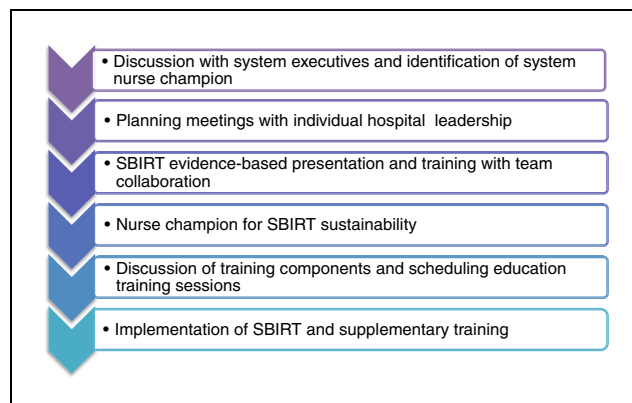 • Discussion with system executives and identification of system
nurse champion
• Planning meetings with individual hospital leadership
• SBIRT evidence-based presentation and training with team
collaboration
• Nurse champion for SBIRT sustainability
• Discussion of training components and scheduling education
training sessions
• Implementation of SBIRT and supplementary training